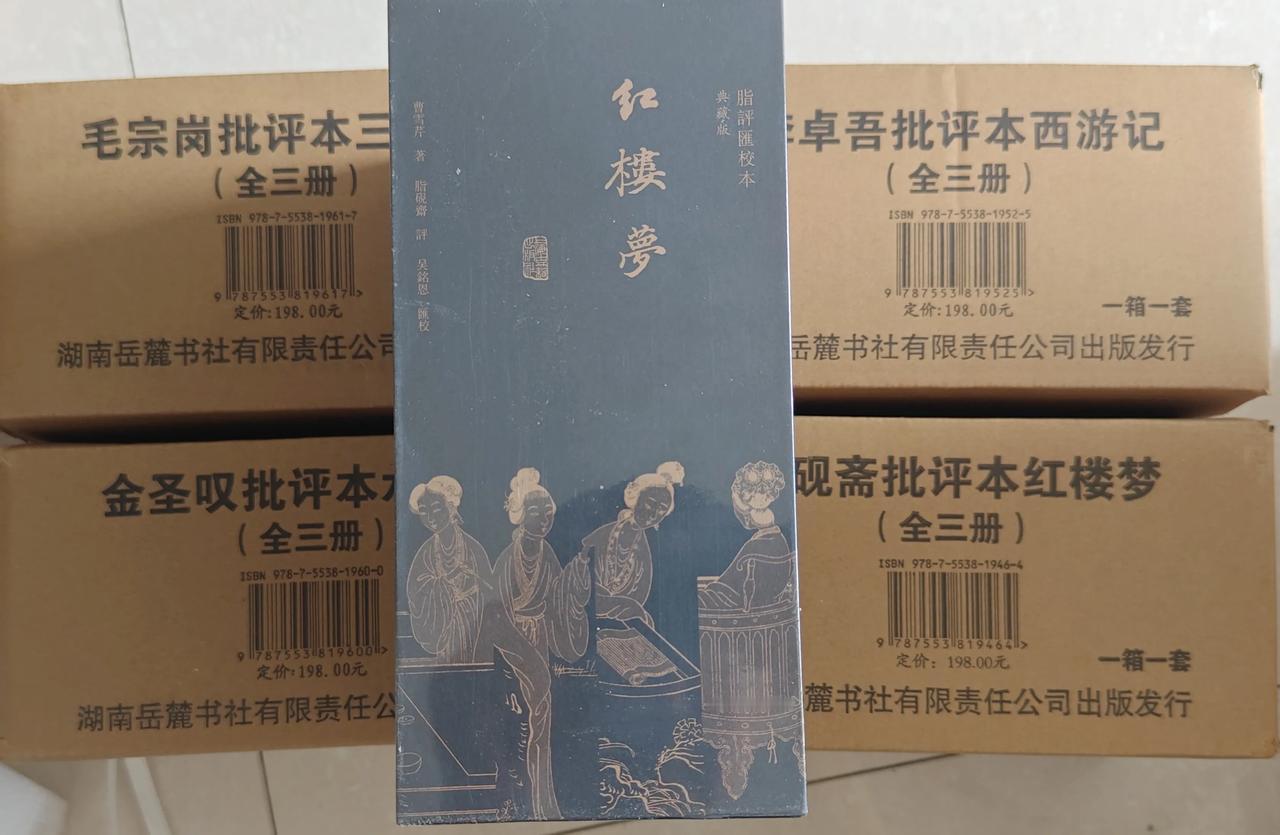 毛宗岗批评本三
（全三册）
ISBN 978-7-5538-1961-7
9 787553 819617 >
定价:198.00元
湖南岳麓书社有限责任公司
金圣叹批评本
（全三册）
ISBN 978-7-5538-1960-0
9 787553 819600 >
定价:198.00元
湖南岳麓书社有限责任公司
脂評匯校本
典藏版
红樓夢
曹雪芹 著 脂硯齋 評 吴銘恩 匯校
卓吾批评本西游记
（全三册）
ISBN 978-7-5538-1952-5
9 787553 819525 >
定价:198.00元
一箱一套
岳麓书社有限责任公司出版发行
砚斋批评本红楼梦
（全三册）
ISBN 978-7-5538-1946-4
9 787553 819464 >
定价：198.00元
一箱一套
麓书社有限责任公司出版发行